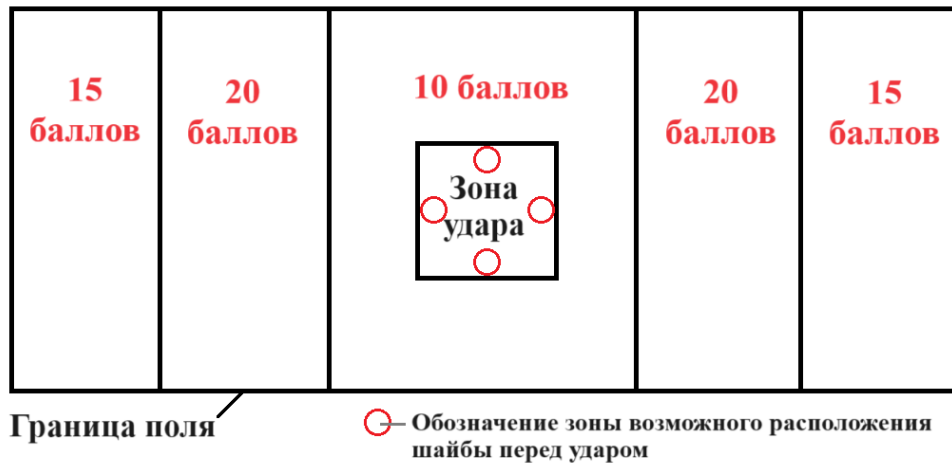 15
баллов
20
баллов
10 баллов
20
баллов
15
баллов
Зона
удара
Граница поля
Обозначение зоны возможного расположения
шайбы перед ударом